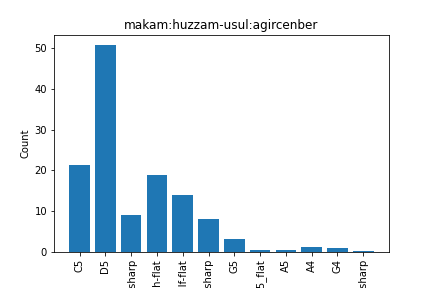 makam:huzzam-usul:agircenber
Count
50
40
30
20
10
0
C5
D5
sharp
h-flat
lf-flat
sharp
G5
5_flat
A5
A4
G4
sharp